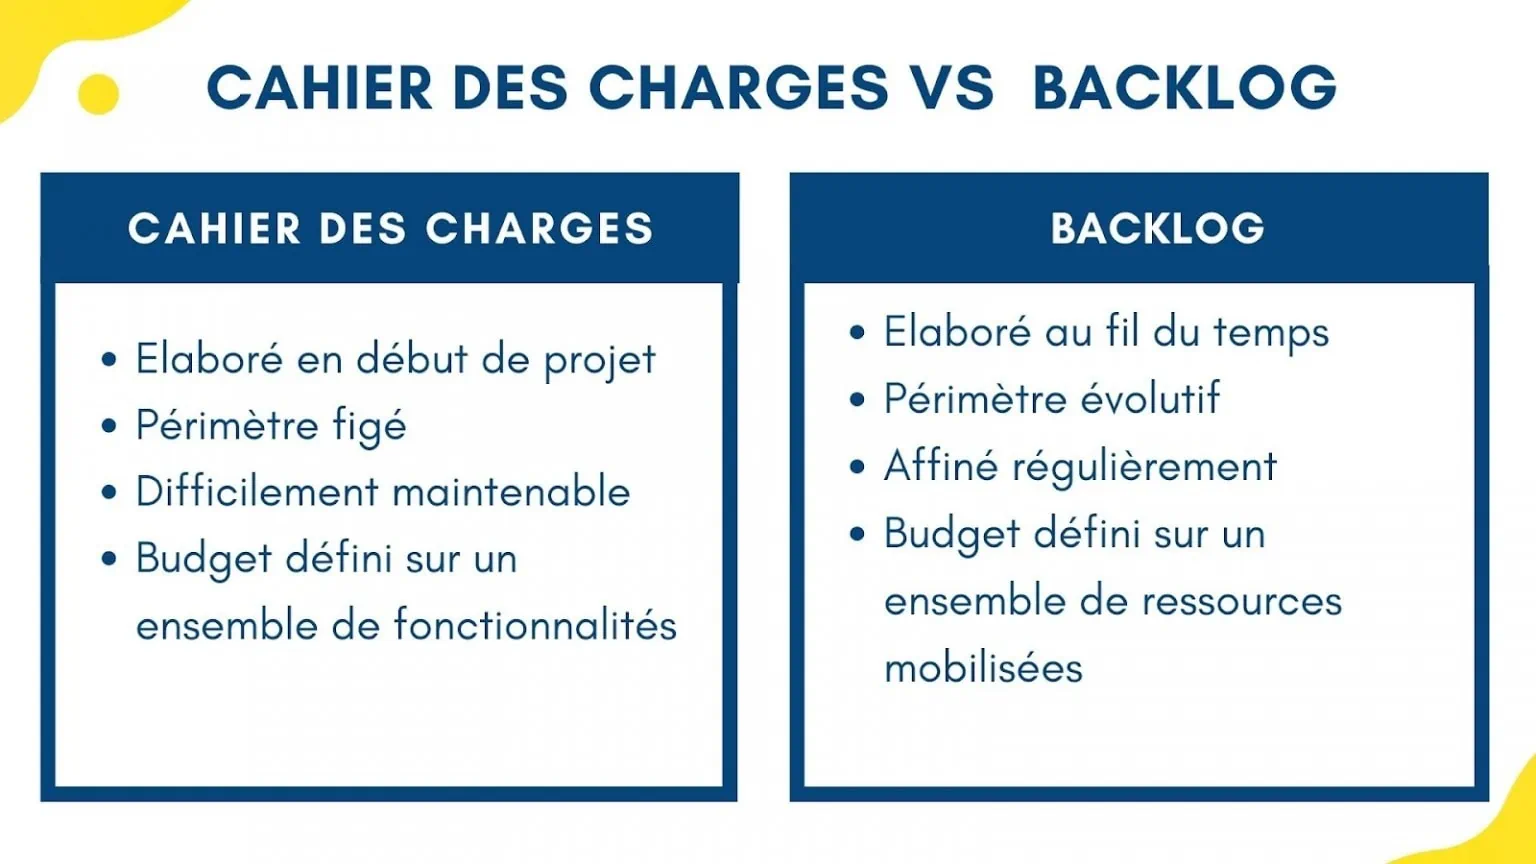 CAHIER DES CHARGES VS BACKLOG
CAHIER DES CHARGES
• Elaboré en début de projet
• Périmètre figé
• Difficilement maintenable
• Budget défini sur un
ensemble de fonctionnalités
BACKLOG
• Elaboré au fil du temps
• Périmètre évolutif
• Affiné régulièrement
• Budget défini sur un
ensemble de ressources
mobilisées